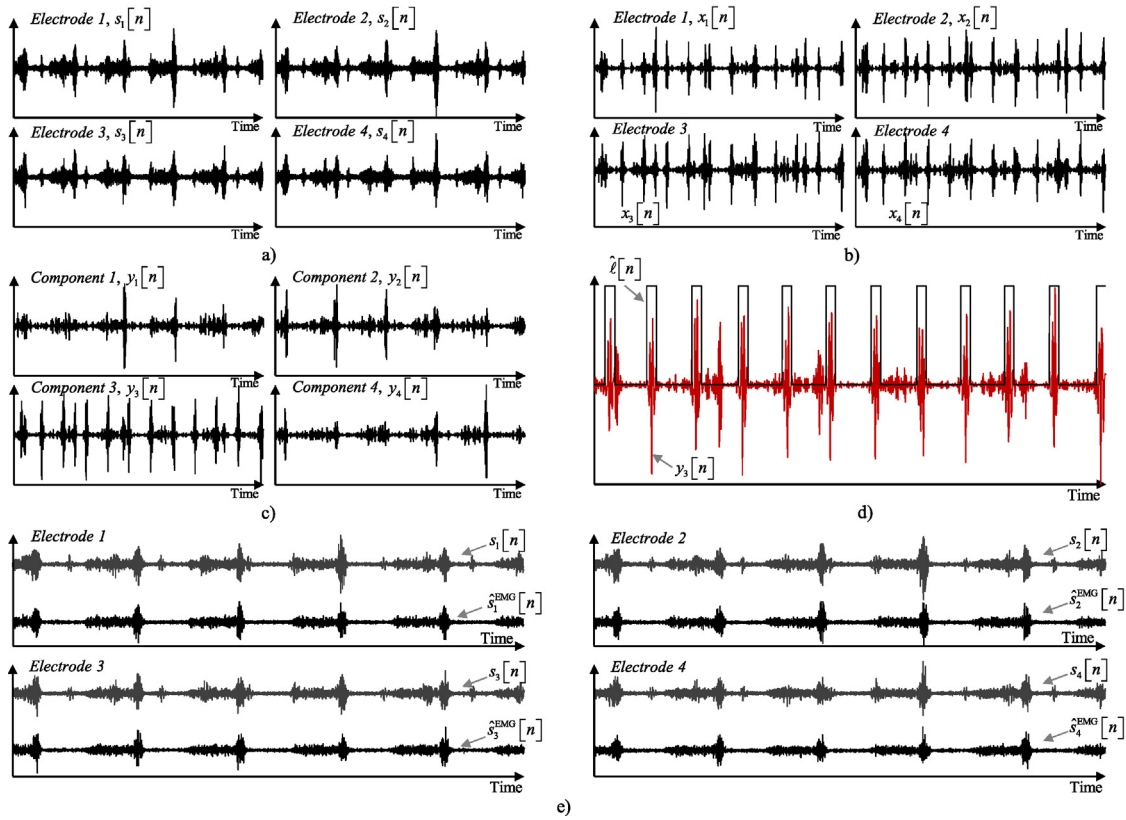 Electrode 1, s₁[n]
Electrode 2, s₂[n]
Time
Time
Electrode 3, s₃[n]
Electrode 4, s₄[n]
Time
Time
a)
Electrode 1, x₁[n]
Electrode 2, x₂[n]
Time
Time
Electrode 3
Electrode 4
x₃[n]
x₄[n]
Time
Time
b)
Component 1, y₁[n]
Component 2, y₂[n]
Time
Time
Component 3, y₃[n]
Component 4, y₄[n]
Time
Time
c)
ℓ̂[n]
y₃[n]
Time
d)
Electrode 1
s₁[n]
ŝ₁ᴱᴹᴳ[n]
Time
Electrode 2
s₂[n]
ŝ₂ᴱᴹᴳ[n]
Time
Electrode 3
s₃[n]
ŝ₃ᴱᴹᴳ[n]
Time
Electrode 4
s₄[n]
ŝ₄ᴱᴹᴳ[n]
Time
e)